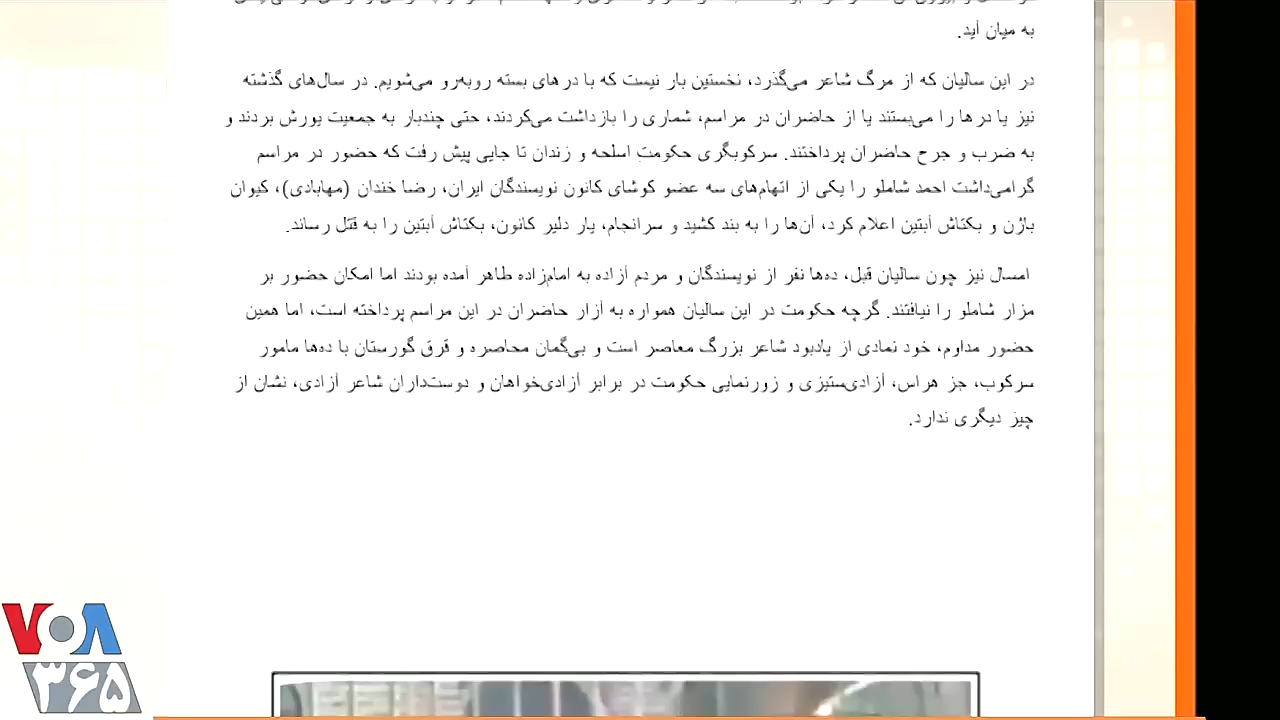 به میان آید.
در این سالیان که از مرگ شاعر می‌گذرد، نخستین بار نیست که با درهای بسته روبه‌رو می‌شویم. در سال‌های گذشته
نیز یا درها را می‌بستند یا از حاضران در مراسم، شماری را بازداشت می‌کردند، حتی چندبار به جمعیت یورش بردند و
به ضرب و جرح حاضران پرداختند. سرکوبگری حکومتِ اسلحه و زندان تا جایی پیش رفت که حضور در مراسم
گرامی‌داشت احمد شاملو را یکی از اتهام‌های سه عضو کوشای کانون نویسندگان ایران، رضا خندان (مهابادی)، کیوان
باژن و بکتاش آبتین اعلام کرد، آن‌ها را به بند کشید و سرانجام، یار دلیر کانون، بکتاش آبتین را به قتل رساند.
امسال نیز چون سالیان قبل، ده‌ها نفر از نویسندگان و مردم آزاده به امامزاده طاهر آمده بودند اما امکان حضور بر
مزار شاملو را نیافتند. گرچه حکومت در این سالیان همواره به آزار حاضران در این مراسم پرداخته است، اما همین
حضور مداوم، خود نمادی از یادبود شاعر بزرگ معاصر است و بی‌گمان محاصره و قرق گورستان با ده‌ها مامور
سرکوب، جز هراس، آزادی‌ستیزی و زورنمایی حکومت در برابر آزادی‌خواهان و دوست‌داران شاعر آزادی، نشان از
چیز دیگری ندارد.
VOA
۳۶۵